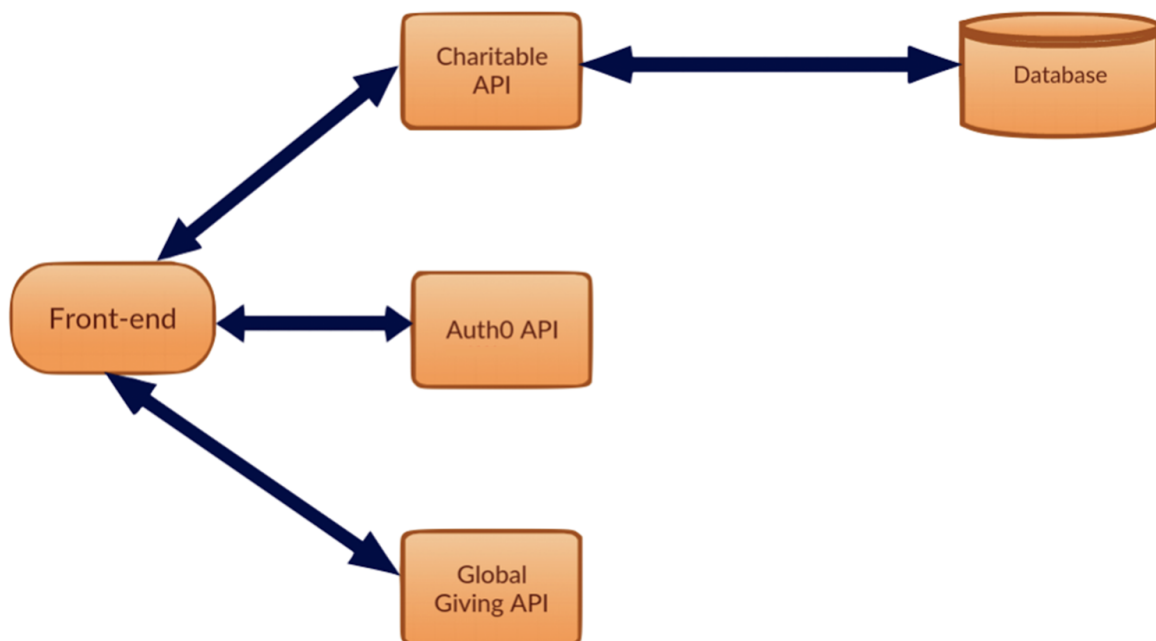 Charitable
API
Database
Front-end
Auth0 API
Global
Giving API